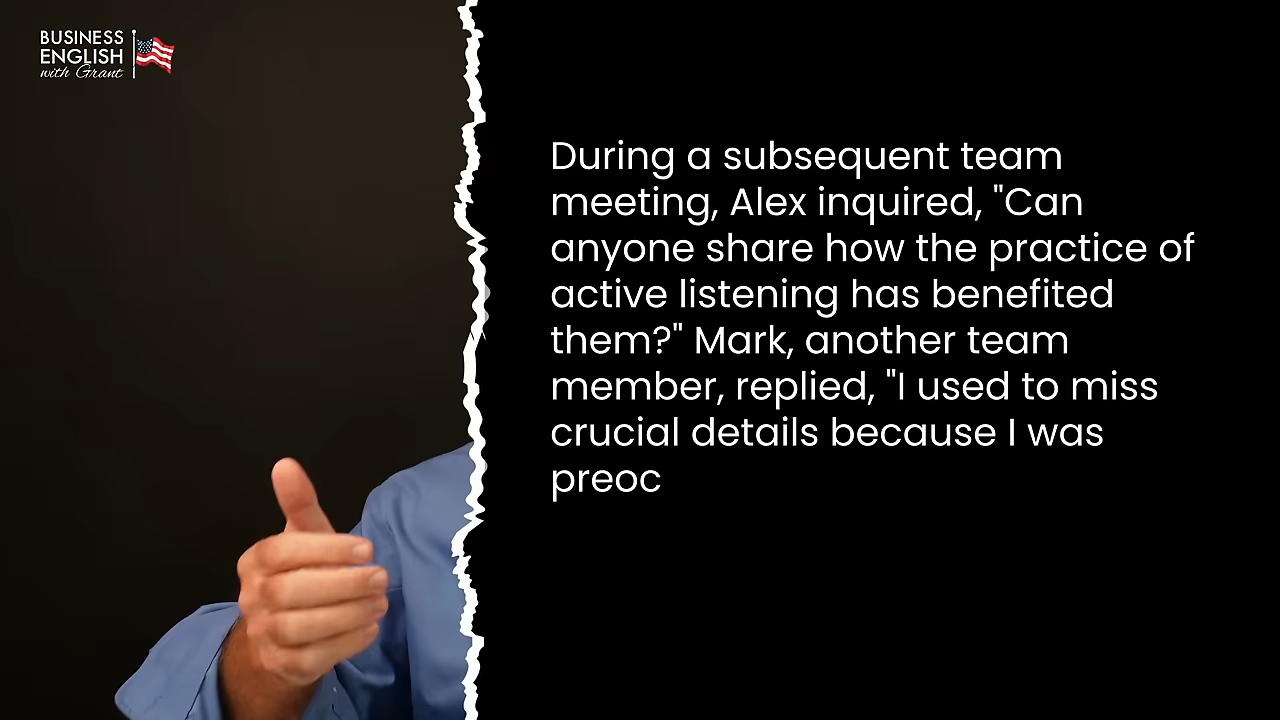 BUSINESS
ENGLISH
with Grant
During a subsequent team
meeting, Alex inquired, "Can
anyone share how the practice of
active listening has benefited
them?" Mark, another team
member, replied, "I used to miss
crucial details because I was
preoc